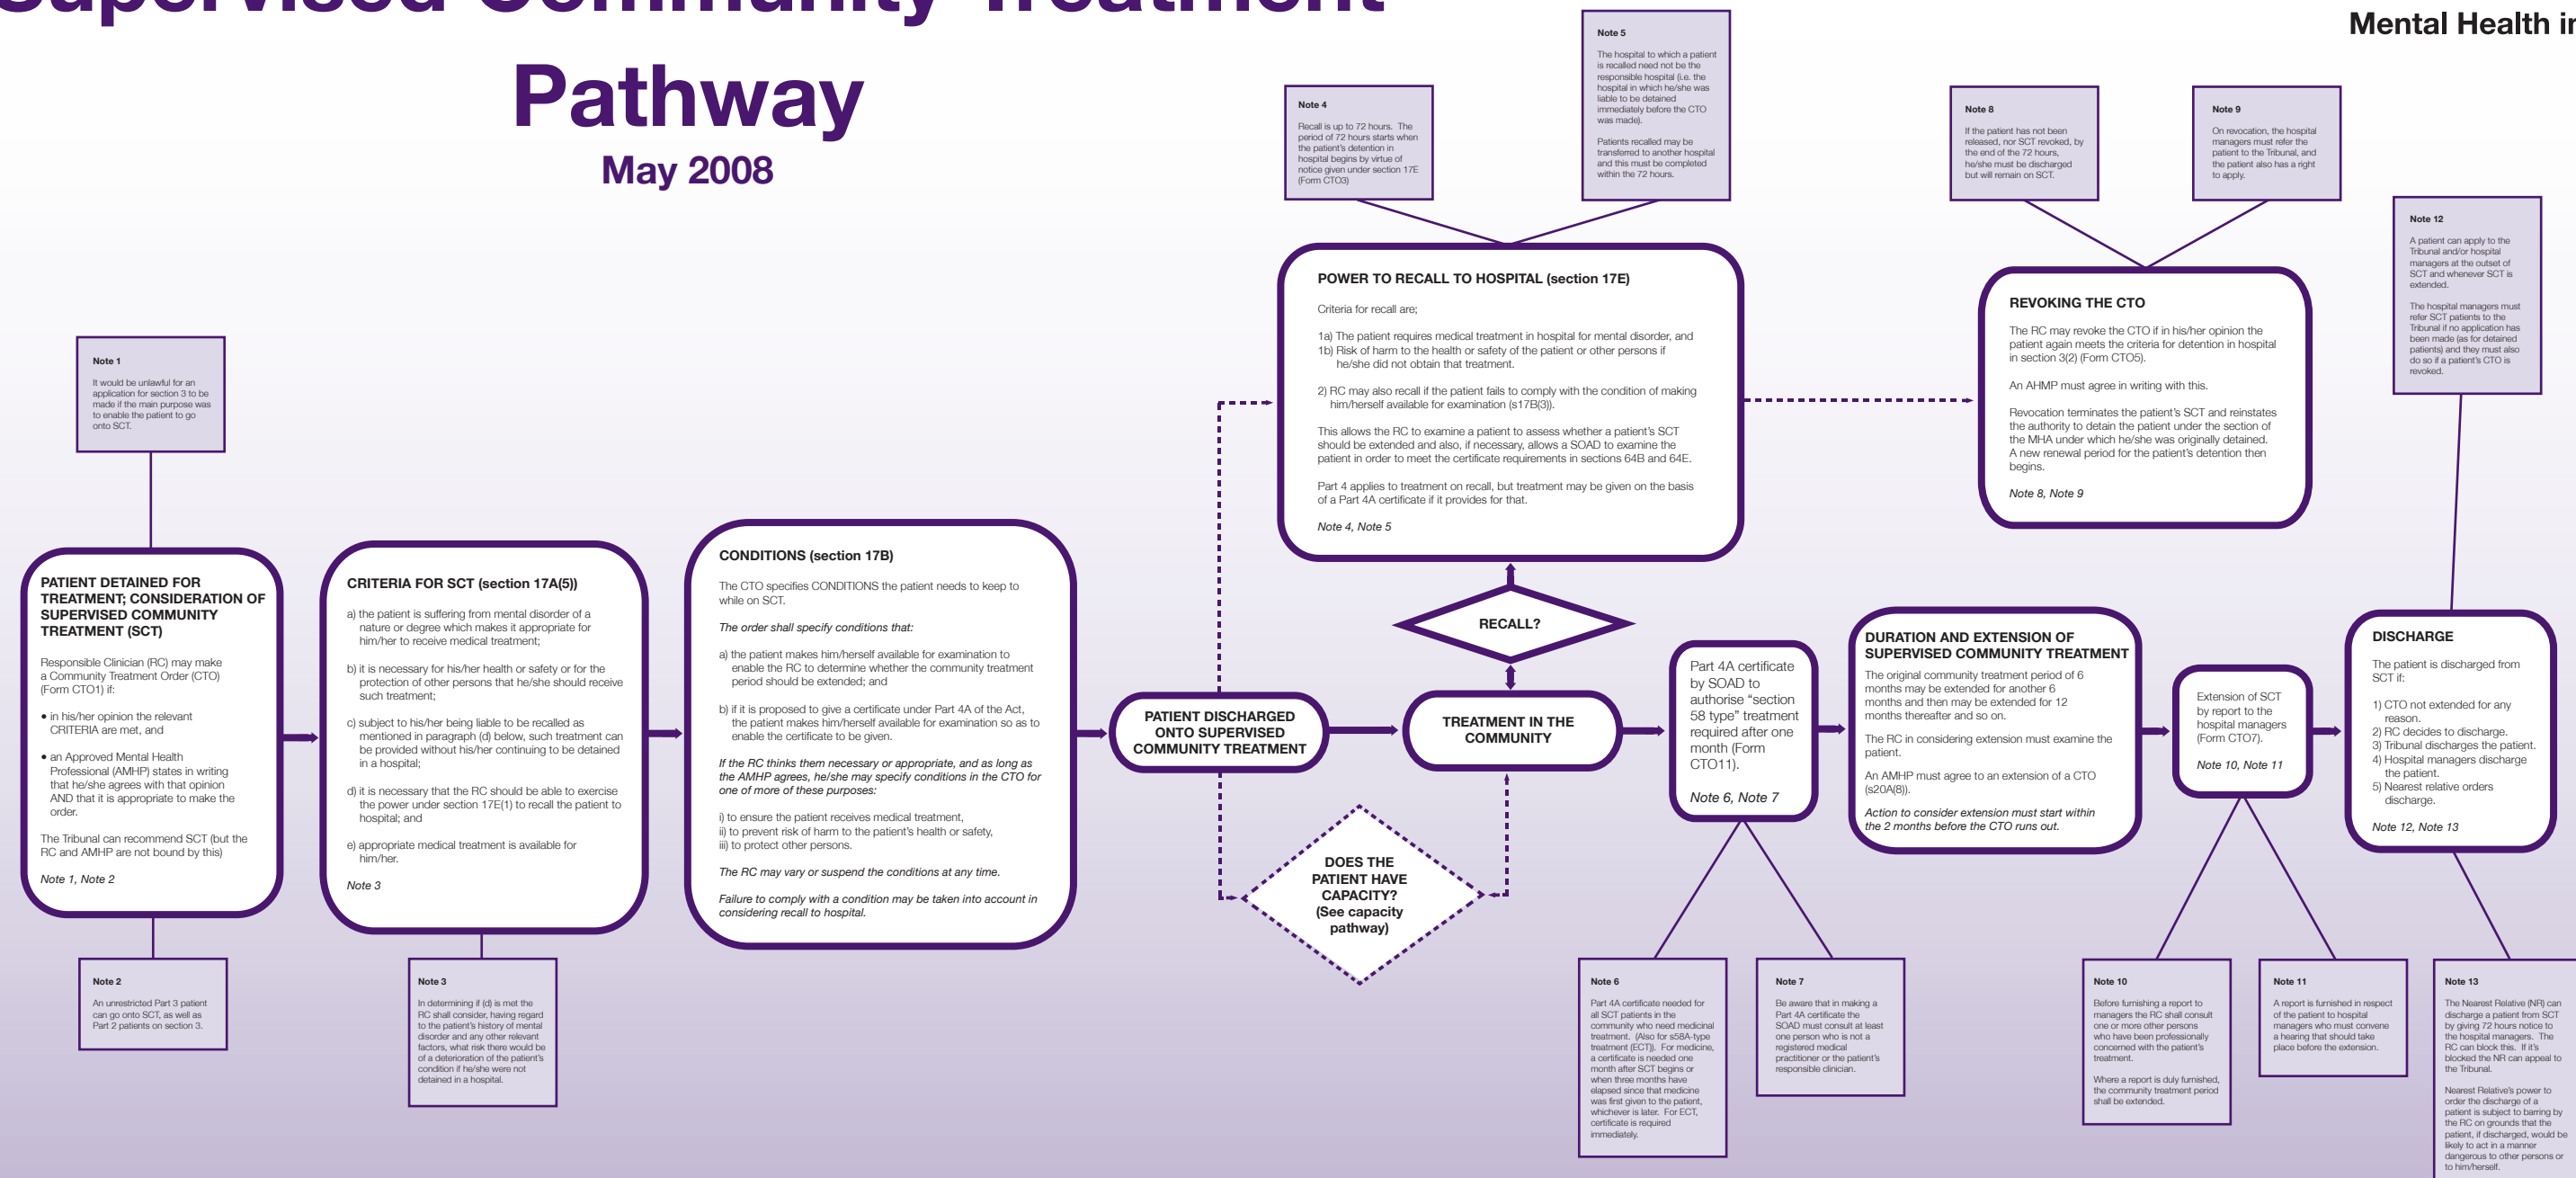 Supervised Community Treatment
Pathway
May 2008
Mental Health in
Note 1
It would be unlawful for an
application for section 3 to be
made if the main purpose was
to enable the patient to go
onto SCT.
PATIENT DETAINED FOR
TREATMENT; CONSIDERATION OF
SUPERVISED COMMUNITY
TREATMENT (SCT)
Responsible Clinician (RC) may make
a Community Treatment Order (CTO)
(Form CTO1) if:
• in his/her opinion the relevant
CRITERIA are met, and
• an Approved Mental Health
Professional (AMHP) states in writing
that he/she agrees with that opinion
AND that it is appropriate to make the
order.
The Tribunal can recommend SCT (but the
RC and AMHP are not bound by this)
Note 1, Note 2
Note 2
An unrestricted Part 3 patient
can go onto SCT, as well as
Part 2 patients on section 3.
CRITERIA FOR SCT (section 17A(5))
a) the patient is suffering from mental disorder of a
nature or degree which makes it appropriate for
him/her to receive medical treatment;
b) it is necessary for his/her health or safety or for the
protection of other persons that he/she should receive
such treatment;
c) subject to his/her being liable to be recalled as
mentioned in paragraph (d) below, such treatment can
be provided without his/her continuing to be detained
in a hospital;
d) it is necessary that the RC should be able to exercise
the power under section 17E(1) to recall the patient to
hospital; and
e) appropriate medical treatment is available for
him/her.
Note 3
Note 3
In determining if (d) is met the
RC shall consider, having regard
to the patient's history of mental
disorder and any other relevant
factors, what risk there would be
of a deterioration of the patient's
condition if he/she were not
detained in a hospital.
CONDITIONS (section 17B)
The CTO specifies CONDITIONS the patient needs to keep to
while on SCT.
The order shall specify conditions that:
a) the patient makes him/herself available for examination to
enable the RC to determine whether the community treatment
period should be extended; and
b) if it is proposed to give a certificate under Part 4A of the Act,
the patient makes him/herself available for examination so as to
enable the certificate to be given.
If the RC thinks them necessary or appropriate, and as long as
the AMHP agrees, he/she may specify conditions in the CTO for
one of more of these purposes:
i) to ensure the patient receives medical treatment,
ii) to prevent risk of harm to the patient's health or safety,
iii) to protect other persons.
The RC may vary or suspend the conditions at any time.
Failure to comply with a condition may be taken into account in
considering recall to hospital.
PATIENT DISCHARGED
ONTO SUPERVISED
COMMUNITY TREATMENT
DOES THE
PATIENT HAVE
CAPACITY?
(See capacity
pathway)
Note 4
Recall is up to 72 hours. The
period of 72 hours starts when
the patient's detention in
hospital begins by virtue of
notice given under section 17E
(Form CTO3)
Note 5
The hospital to which a patient
is recalled need not be the
responsible hospital (i.e. the
hospital in which he/she was
liable to be detained
immediately before the CTO
was made).
Patients recalled may be
transferred to another hospital
and this must be completed
within the 72 hours.
POWER TO RECALL TO HOSPITAL (section 17E)
Criteria for recall are;
1a) The patient requires medical treatment in hospital for mental disorder, and
1b) Risk of harm to the health or safety of the patient or other persons if
he/she did not obtain that treatment.
2) RC may also recall if the patient fails to comply with the condition of making
him/herself available for examination (s17B(3)).
This allows the RC to examine a patient to assess whether a patient's SCT
should be extended and also, if necessary, allows a SOAD to examine the
patient in order to meet the certificate requirements in sections 64B and 64E.
Part 4 applies to treatment on recall, but treatment may be given on the basis
of a Part 4A certificate if it provides for that.
Note 4, Note 5
RECALL?
TREATMENT IN THE
COMMUNITY
Part 4A certificate
by SOAD to
authorise “section
58 type” treatment
required after one
month (Form
CTO11).
Note 6, Note 7
Note 6
Part 4A certificate needed for
all SCT patients in the
community who need medicinal
treatment. (Also for s58A-type
treatment (ECT)). For medicine,
a certificate is needed one
month after SCT begins or
when three months have
elapsed since that medicine
was first given to the patient,
whichever is later. For ECT,
certificate is required
immediately.
Note 7
Be aware that in making a
Part 4A certificate the
SOAD must consult at least
one person who is not a
registered medical
practitioner or the patient's
responsible clinician.
Note 8
If the patient has not been
released, nor SCT revoked, by
the end of the 72 hours,
he/she must be discharged
but will remain on SCT.
Note 9
On revocation, the hospital
managers must refer the
patient to the Tribunal, and
the patient also has a right
to apply.
REVOKING THE CTO
The RC may revoke the CTO if in his/her opinion the
patient again meets the criteria for detention in hospital
in section 3(2) (Form CTO5).
An AHMP must agree in writing with this.
Revocation terminates the patient's SCT and reinstates
the authority to detain the patient under the section of
the MHA under which he/she was originally detained.
A new renewal period for the patient's detention then
begins.
Note 8, Note 9
DURATION AND EXTENSION OF
SUPERVISED COMMUNITY TREATMENT
The original community treatment period of 6
months may be extended for another 6
months and then may be extended for 12
months thereafter and so on.
The RC in considering extension must examine the
patient.
An AMHP must agree to an extension of a CTO
(s20A(8)).
Action to consider extension must start within
the 2 months before the CTO runs out.
Extension of SCT
by report to the
hospital managers
(Form CTO7).
Note 10, Note 11
Note 10
Before furnishing a report to
managers the RC shall consult
one or more other persons
who have been professionally
concerned with the patient's
treatment.
Where a report is duly furnished,
the community treatment period
shall be extended.
Note 11
A report is furnished in respect
of the patient to hospital
managers who must convene
a hearing that should take
place before the extension.
Note 12
A patient can apply to the
Tribunal and/or hospital
managers at the outset of
SCT and whenever SCT is
extended.
The hospital managers must
refer SCT patients to the
Tribunal if no application has
been made (as for detained
patients) and they must also
do so if a patient's CTO is
revoked.
DISCHARGE
The patient is discharged from
SCT if:
1) CTO not extended for any
reason.
2) RC decides to discharge.
3) Tribunal discharges the patient.
4) Hospital managers discharge
the patient.
5) Nearest relative orders
discharge.
Note 12, Note 13
Note 13
The Nearest Relative (NR) can
discharge a patient from SCT
by giving 72 hours notice to
the hospital managers. The
RC can block this. If it's
blocked the NR can appeal to
the Tribunal.
Nearest Relative's power to
order the discharge of a
patient is subject to barring by
the RC on grounds that the
patient, if discharged, would be
likely to act in a manner
dangerous to other persons or
to him/herself.